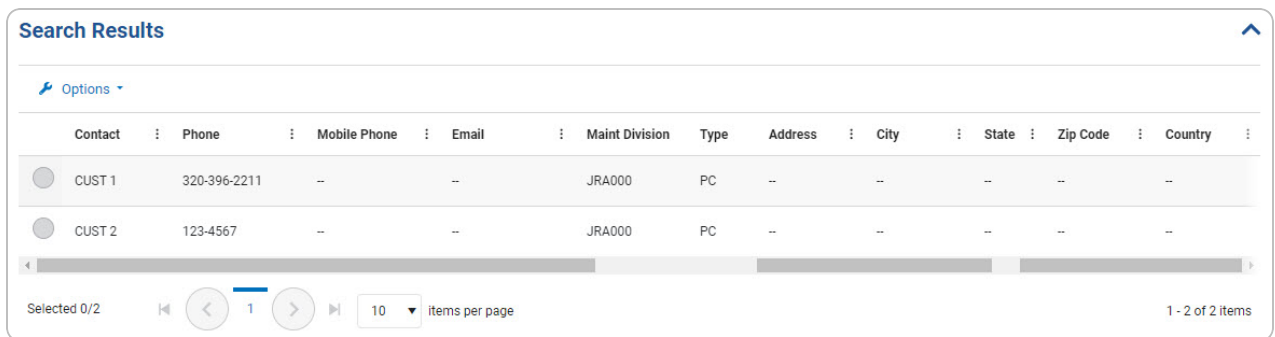 Search Results
Options
Contact Phone Mobile Phone Email Maint Division Type Address City State Zip Code Country
CUST 1 320-396-2211 -- -- JRA000 PC -- -- -- -- --
CUST 2 123-4567 -- -- JRA000 PC -- -- -- -- --
Selected 0/2 1 10 items per page 1 - 2 of 2 items